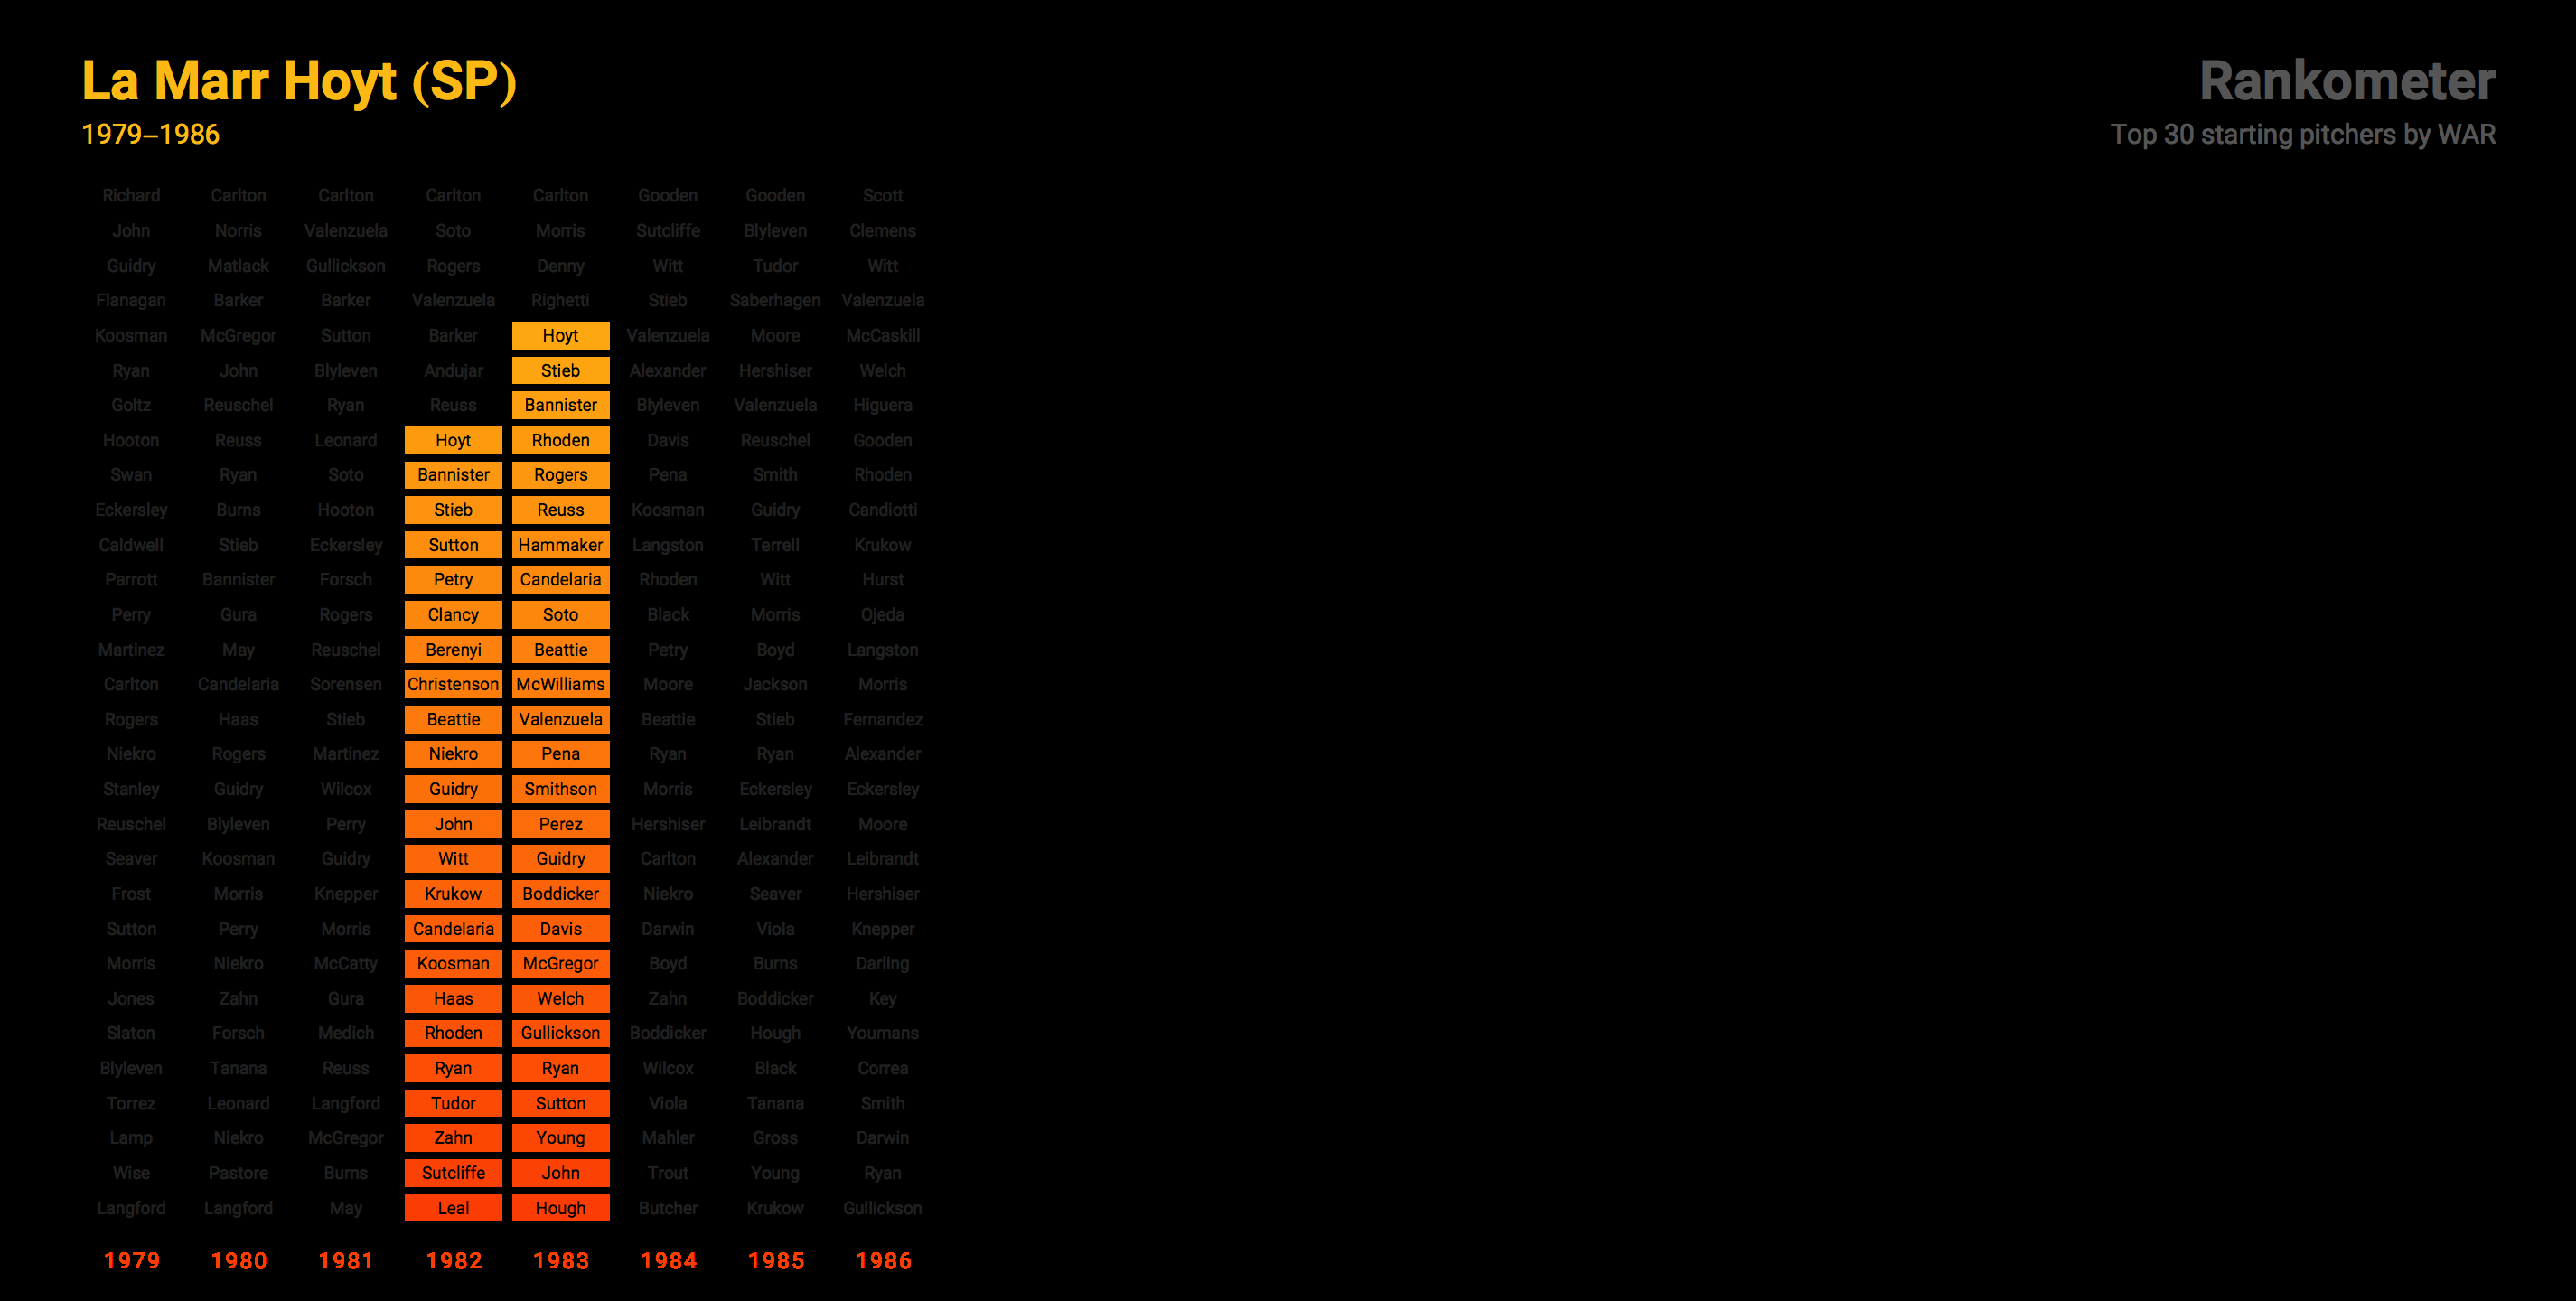 La Marr Hoyt (SP)
1979–1986
Rankometer
Top 30 starting pitchers by WAR
Richard Carlton Carlton Carlton Carlton Gooden Gooden Scott
John Norris Valenzuela Soto Morris Sutcliffe Blyleven Clemens
Guidry Matlack Gullickson Rogers Denny Witt Tudor Witt
Flanagan Barker Barker Valenzuela Righetti Stieb Saberhagen Valenzuela
Koosman McGregor Sutton Barker Hoyt Valenzuela Moore McCaskill
Ryan John Blyleven Andujar Stieb Alexander Hershiser Welch
Goltz Reuschel Ryan Reuss Bannister Blyleven Valenzuela Higuera
Hooton Reuss Leonard Hoyt Rhoden Davis Reuschel Gooden
Swan Ryan Soto Bannister Rogers Pena Smith Rhoden
Eckersley Burns Hooton Stieb Reuss Koosman Guidry Candiotti
Caldwell Stieb Eckersley Sutton Hammaker Langston Terrell Krukow
Parrott Bannister Forsch Petry Candelaria Rhoden Witt Hurst
Perry Gura Rogers Clancy Soto Black Morris Ojeda
Martinez May Reuschel Berenyi Beattie Petry Boyd Langston
Carlton Candelaria Sorensen Christenson McWilliams Moore Jackson Morris
Rogers Haas Stieb Beattie Valenzuela Beattie Stieb Fernandez
Niekro Rogers Martinez Niekro Pena Ryan Ryan Alexander
Stanley Guidry Wilcox Guidry Smithson Morris Eckersley Eckersley
Reuschel Blyleven Perry John Perez Hershiser Leibrandt Moore
Seaver Koosman Guidry Witt Guidry Carlton Alexander Leibrandt
Frost Morris Knepper Krukow Boddicker Niekro Seaver Hershiser
Sutton Perry Morris Candelaria Davis Darwin Viola Knepper
Morris Niekro McCatty Koosman McGregor Boyd Burns Darling
Jones Zahn Gura Haas Welch Zahn Boddicker Key
Slaton Forsch Medich Rhoden Gullickson Boddicker Hough Youmans
Blyleven Tanana Reuss Ryan Ryan Wilcox Black Correa
Torrez Leonard Langford Tudor Sutton Viola Tanana Smith
Lamp Niekro McGregor Zahn Young Mahler Gross Darwin
Wise Pastore Burns Sutcliffe John Trout Young Ryan
Langford Langford May Leal Hough Butcher Krukow Gullickson
1979 1980 1981 1982 1983 1984 1985 1986